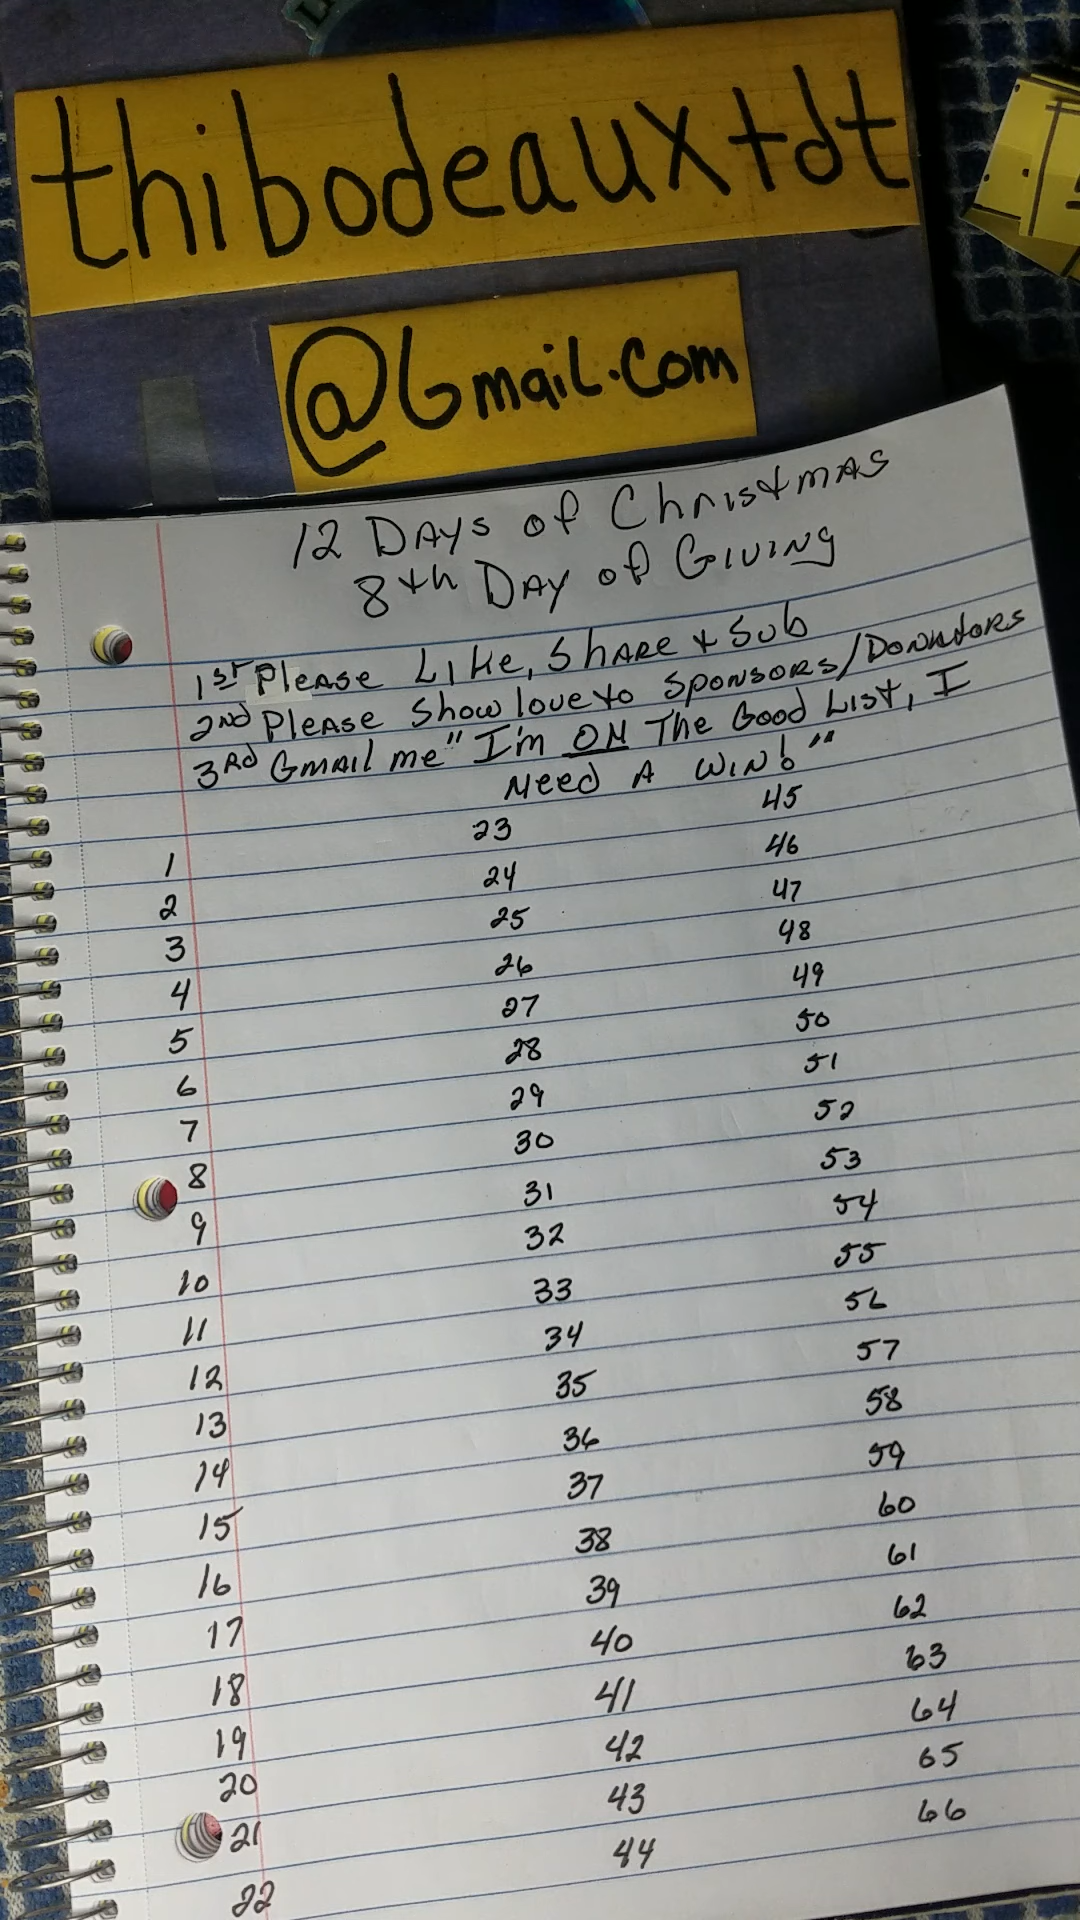 thibodeauxtdt
@Gmail.com
12 DAYS of ChristmAS
8th DAY of GIVING
1st Please Like, Share + Sub
2nd Please Show love to Sponsors/Donators
3rd Gmail me "I'm ON The Good List, I
Need A WIN!"
1 23 45
2 24 46
3 25 47
4 26 48
5 27 49
6 28 50
7 29 51
8 30 52
9 31 53
10 32 54
11 33 55
12 34 56
13 35 57
14 36 58
15 37 59
16 38 60
17 39 61
18 40 62
19 41 63
20 42 64
21 43 65
22 44 66